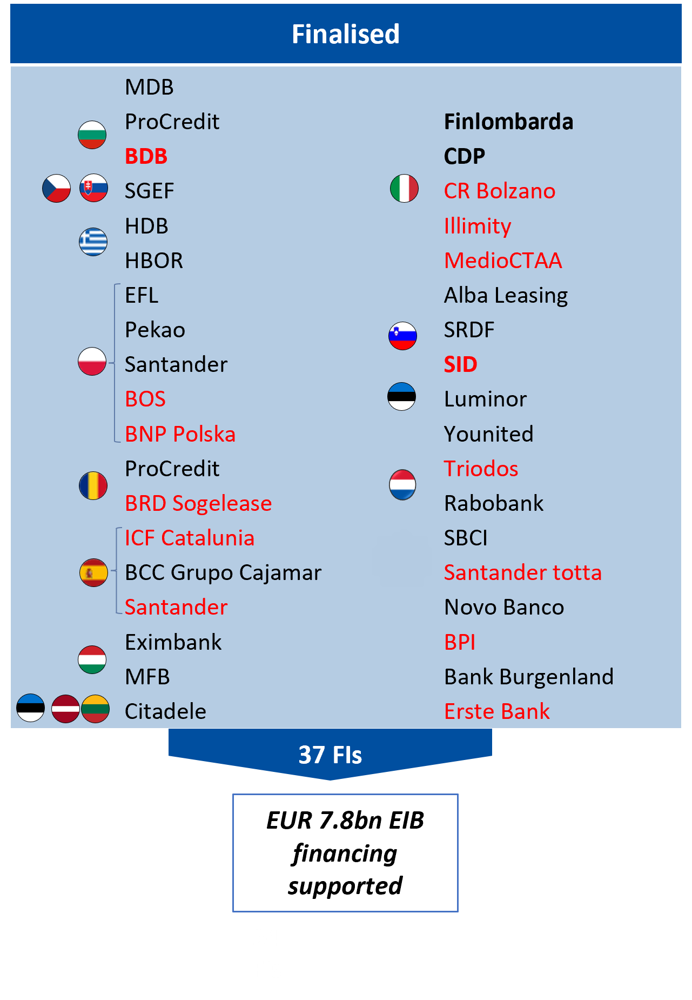 Finalised
MDB
ProCredit
BDB
SGEF
HDB
HBOR
EFL
Pekao
Santander
BOS
BNP Polska
ProCredit
BRD Sogelease
ICF Catalunia
BCC Grupo Cajamar
Santander
Eximbank
MFB
Citadele
Finlombarda
CDP
CR Bolzano
Illimity
MedioCTAA
Alba Leasing
SRDF
SID
Luminor
Younited
Triodos
Rabobank
SBCI
Santander totta
Novo Banco
BPI
Bank Burgenland
Erste Bank
37 FIs
EUR 7.8bn EIB
financing
supported